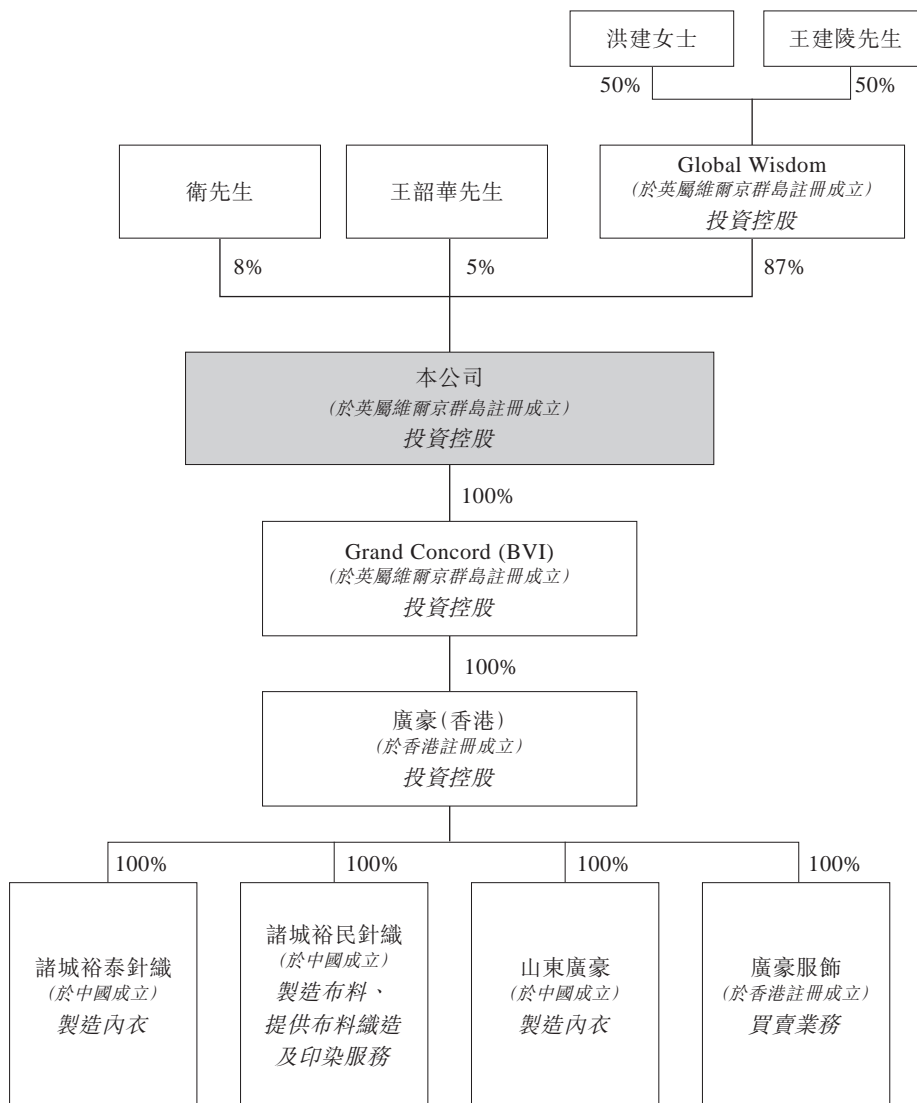 洪建女士
王建陵先生
50%
50%
衛先生
王韶華先生
Global Wisdom
(於英屬維爾京群島註冊成立)
投資控股
8%
5%
87%
本公司
(於英屬維爾京群島註冊成立)
投資控股
100%
Grand Concord (BVI)
(於英屬維爾京群島註冊成立)
投資控股
100%
廣豪(香港)
(於香港註冊成立)
投資控股
100%
100%
100%
100%
諸城裕泰針織
(於中國成立)
製造內衣
諸城裕民針織
(於中國成立)
製造布料、
提供布料織造
及印染服務
山東廣豪
(於中國成立)
製造內衣
廣豪服飾
(於香港註冊成立)
買賣業務